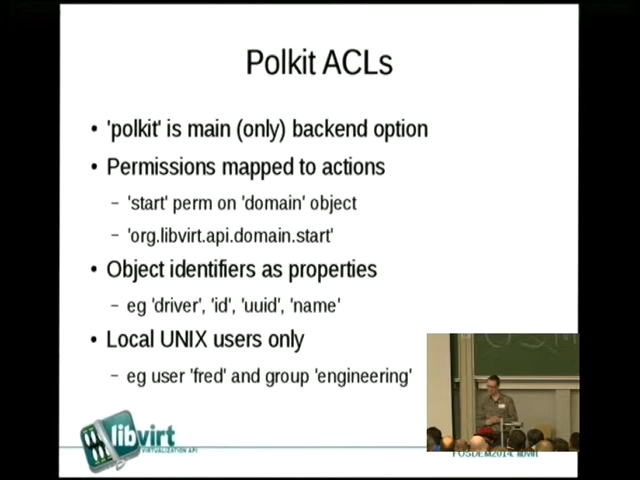 Polkit ACLs
• 'polkit' is main (only) backend option
• Permissions mapped to actions
– 'start' perm on 'domain' object
– 'org.libvirt.api.domain.start'
• Object identifiers as properties
– eg 'driver', 'id', 'uuid', 'name'
• Local UNIX users only
– eg user 'fred' and group 'engineering'
libvirt
VIRTUALIZATION API
FOSDEM2014: libvirt